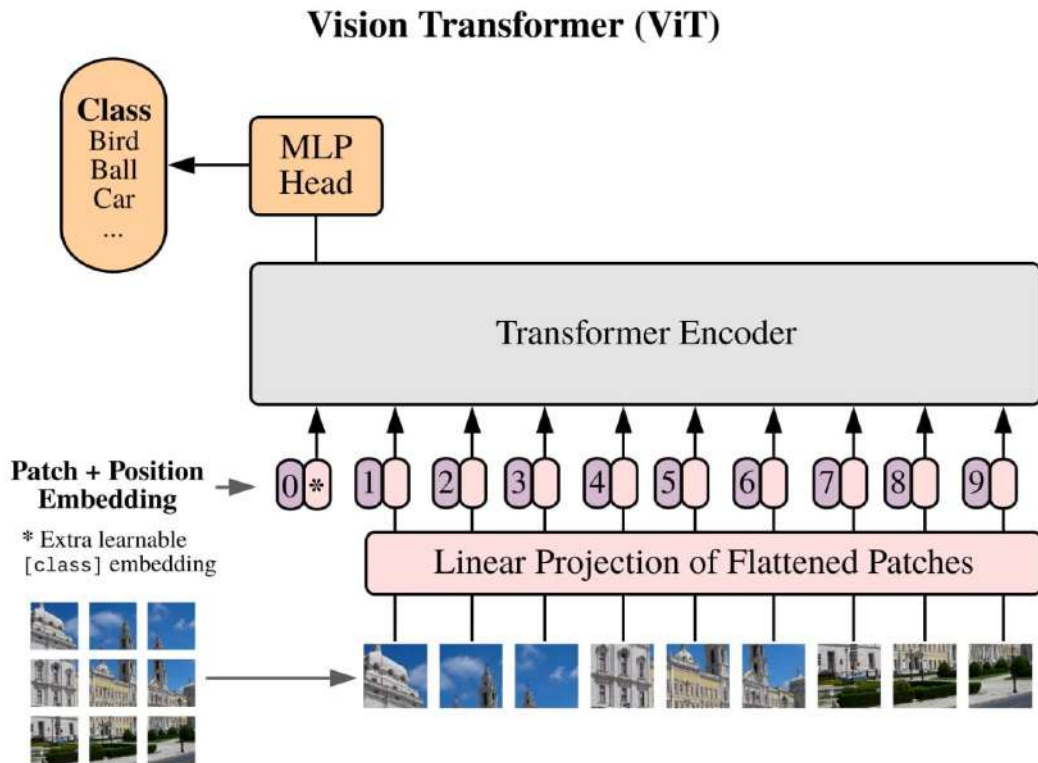 Vision Transformer (ViT)
Class
Bird
Ball
Car
...
MLP
Head
Transformer Encoder
Patch + Position
Embedding
0 * 1 2 3 4 5 6 7 8 9
* Extra learnable
[class] embedding
Linear Projection of Flattened Patches